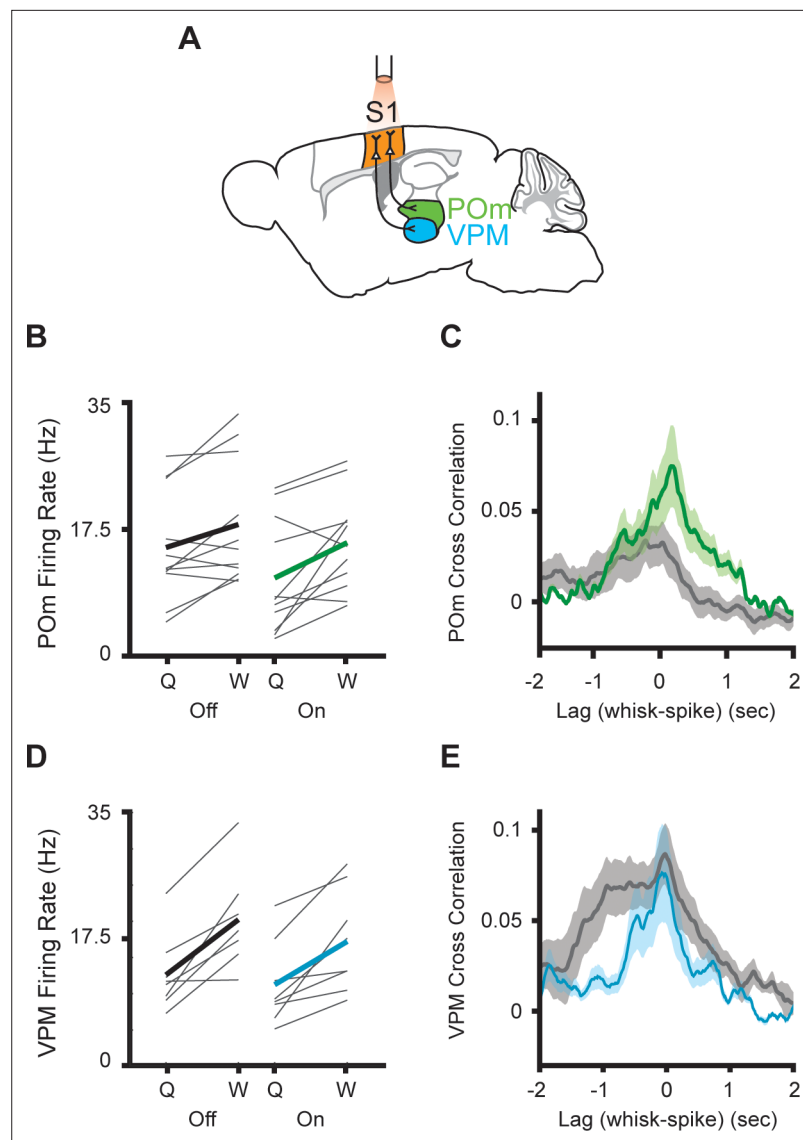 A
S1
POm
VPM
B
POm Firing Rate (Hz)
35
17.5
0
Q W Q W
Off On
C
POm Cross Correlation
0.1
0.05
0
-2 -1 0 1 2
Lag (whisk-spike) (sec)
D
VPM Firing Rate (Hz)
35
17.5
0
Q W Q W
Off On
E
VPM Cross Correlation
0.1
0.05
0
-2 -1 0 1 2
Lag (whisk-spike) (sec)